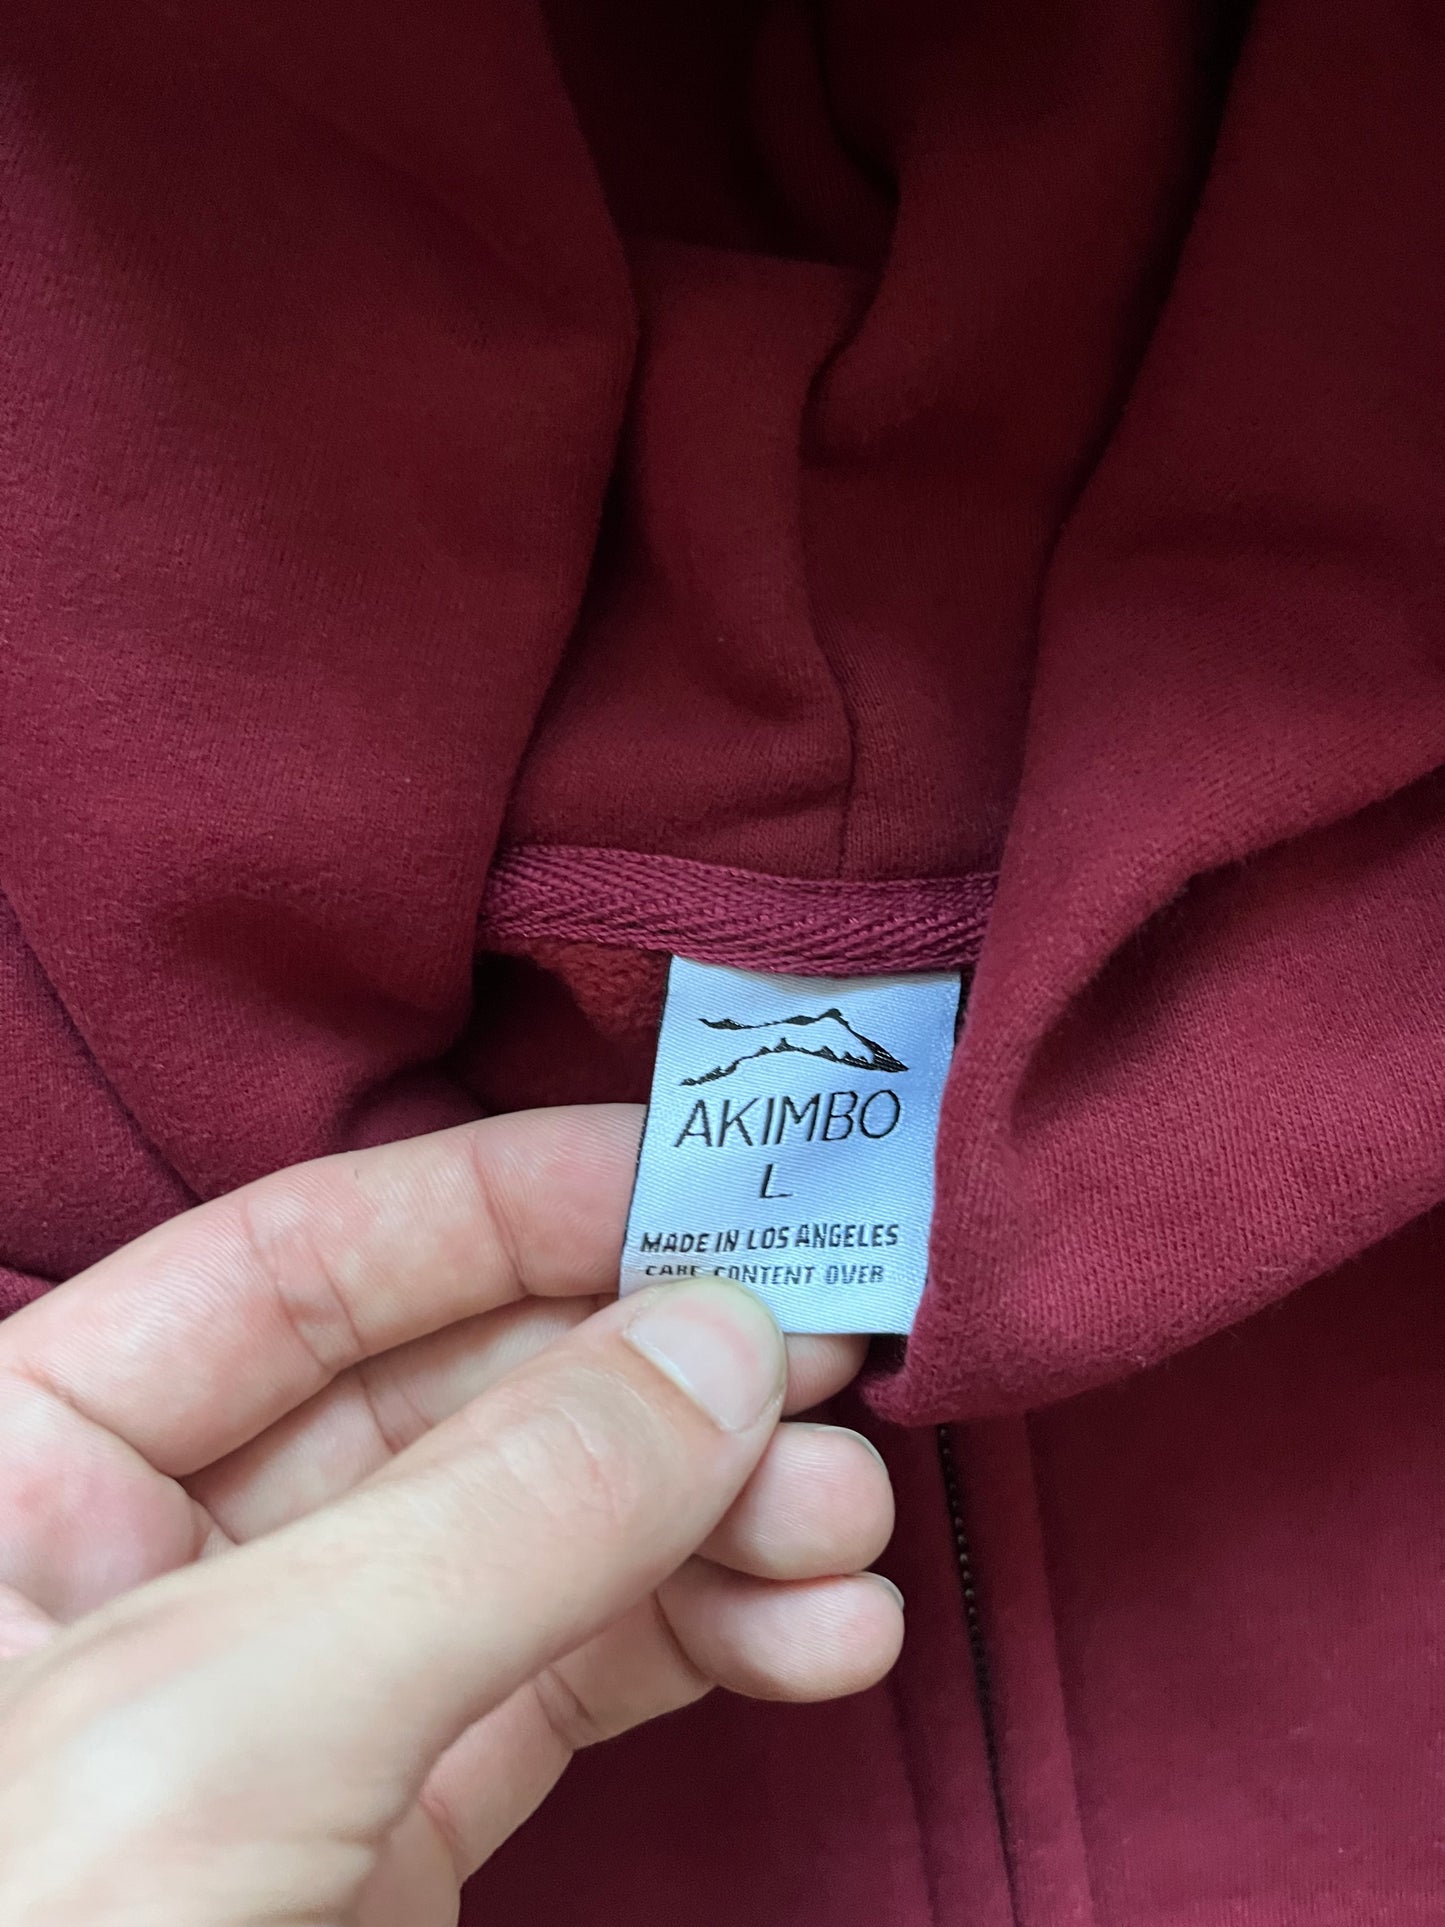 AKIMBO
L
MADE IN LOS ANGELES
CARE CONTENT OVER